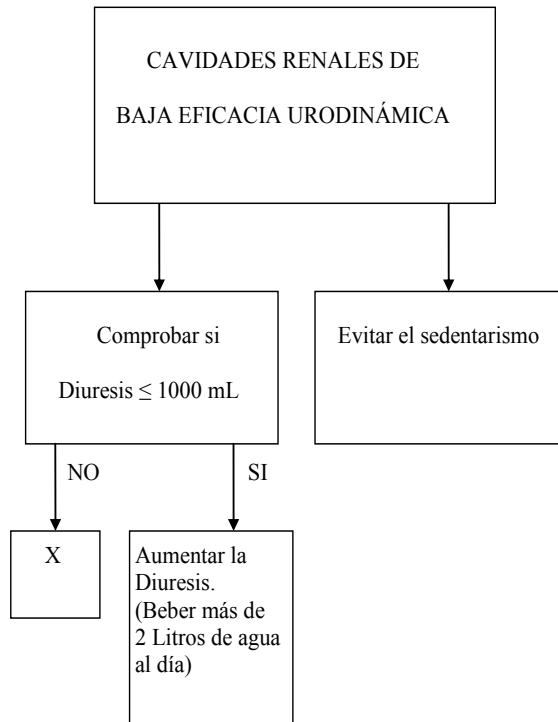 CAVIDADES RENALES DE
BAJA EFICACIA URODINÁMICA
Comprobar si
Diuresis ≤ 1000 mL
Evitar el sedentarismo
NO
SI
X
Aumentar la
Diuresis.
(Beber más de
2 Litros de agua
al día)